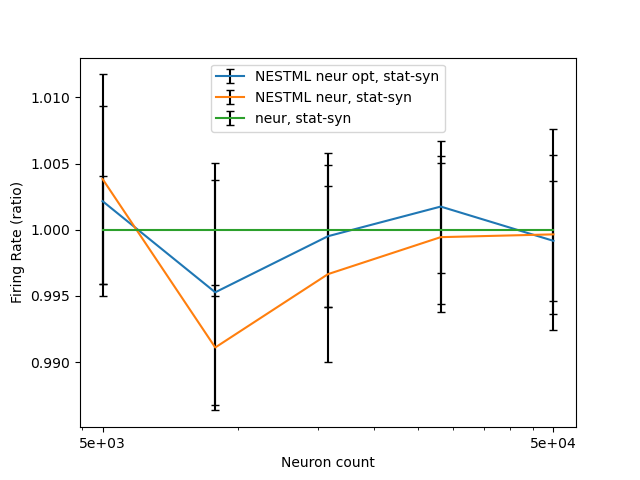 NESTML neur opt, stat-syn
NESTML neur, stat-syn
neur, stat-syn
1.010
1.005
1.000
0.995
0.990
Firing Rate (ratio)
5e+03
5e+04
Neuron count